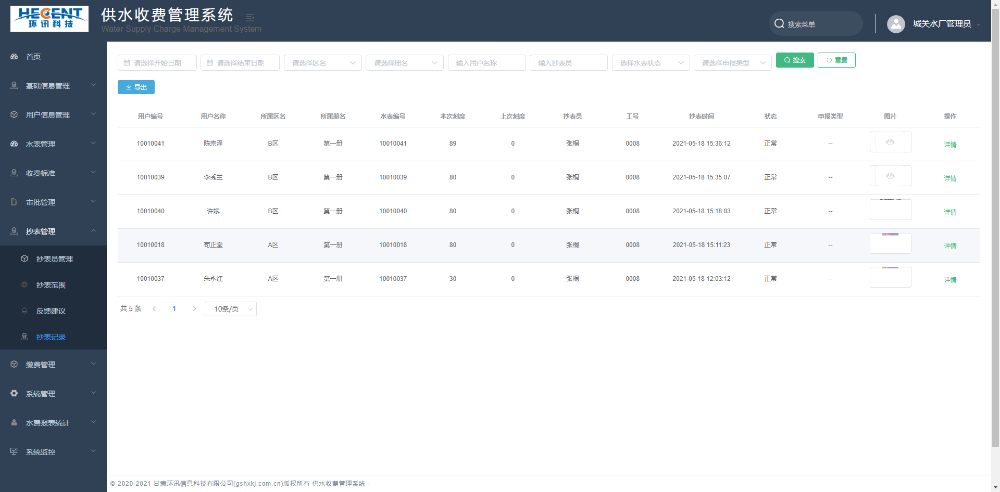 HECENT
环讯科技
供水收费管理系统
Water Supply Charge Management System
搜索菜单
城关水厂管理员
首页
基础信息管理
用户信息管理
水表管理
收费标准
审批管理
抄表管理
抄表员管理
抄表范围
反馈建议
抄表记录
缴费管理
系统管理
水费报表统计
系统监控
请选择开始日期 请选择结束日期 请选择区名 请选择册名 输入用户名称 输入抄表员 选择水表状态 请选择申报类型 搜索 重置
导出
用户编号 用户名称 所属区名 所属册名 水表编号 本次刻度 上次刻度 抄表员 工号 抄表时间 状态 申报类型 图片 操作
10010041 陈宗泽 B区 第一册 10010041 89 0 张桐 0008 2021-05-18 15:36:12 正常 -- 详情
10010039 李秀兰 B区 第一册 10010039 80 0 张桐 0008 2021-05-18 15:35:07 正常 -- 详情
10010040 许斌 B区 第一册 10010040 80 0 张桐 0008 2021-05-18 15:18:03 正常 -- 详情
10010018 苟正堂 A区 第一册 10010018 80 0 张桐 0008 2021-05-18 15:11:23 正常 -- 详情
10010037 朱永红 A区 第一册 10010037 30 0 张桐 0008 2021-05-18 12:03:12 正常 -- 详情
共 5 条 1 10条/页
© 2020-2021 甘肃环讯信息科技有限公司(gshxkj.com.cn)版权所有 供水收费管理系统 ·